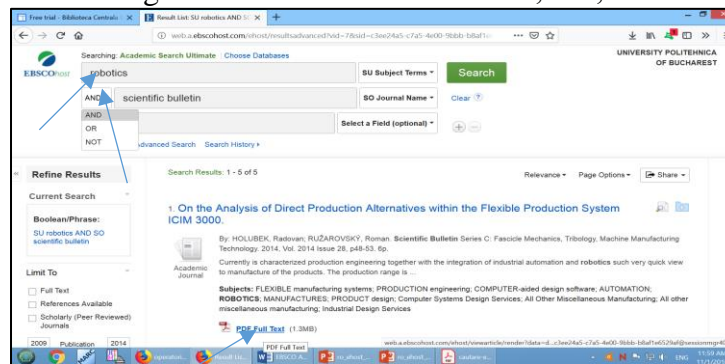 Free trial - Biblioteca Centrala
Result List: SU robotics AND SO
web.a.ebscohost.com/ehost/resultsadvanced?vid=
Searching: Academic Search Ultimate Choose Databases
UNIVERSITY POLITEHNICA
OF BUCHAREST
EBSCOhost
robotics
SU Subject Terms
Search
AND
scientific bulletin
SO Journal Name
Clear
AND
OR
NOT
Select a Field (optional)
Advanced Search Search History
Refine Results
Search Results: 1 - 5 of 5
Relevance Page Options Share
Current Search
Boolean/Phrase:
SU robotics AND SO
scientific bulletin
1. On the Analysis of Direct Production Alternatives within the Flexible Production System
ICIM 3000.
By: HOLUBEK, Radovan; RUŽAROVSKÝ, Roman. Scientific Bulletin Series C: Fascicle Mechanics, Tribology, Machine Manufacturing
Technology. 2014, Vol. 2014 Issue 28, p48-53. 6p.
Academic
Journal
Currently is characterized production engineering together with the integration of industrial automation and robotics such very quick view
to manufacture of the products. The production range is ...
Subjects: FLEXIBLE manufacturing systems; PRODUCTION engineering; COMPUTER-aided design software; AUTOMATION;
ROBOTICS; MANUFACTURES; PRODUCT design; Computer Systems Design Services; All Other Miscellaneous Manufacturing; All other
miscellaneous manufacturing; Industrial Design Services
Limit To
Full Text
References Available
Scholarly (Peer Reviewed)
Journals
2009 Publication 2014
PDF Full Text (1.3MB)
PDF Full Text
ENG